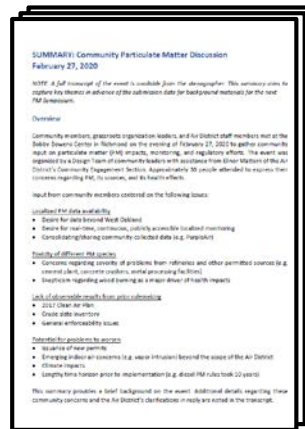 SUMMARY: Community Particulate Matter Discussion
February 27, 2020
NOTE: A full transcript of the event is available from the stenographer. This summary aims to
capture key themes in advance of the submission date for background materials for the next
PM Symposium.
Overview
Community members, grassroots organization leaders, and Air District staff members met at the
Bobbie Bowens Center in Richmond on the evening of February 27, 2020 to gather community
input on particulate matter (PM) impacts, monitoring, and regulatory efforts. The event was
organized by a Design Team of community leaders with assistance from of the Air
District's Community Engagement Section. Approximately people attended to express their
concerns regarding PM, its sources, and its health effects.
Input from community members centered on the following issues:
Localized PM data availability
• Desire for data beyond West Oakland
• Desire for real-time, continuous, publicly accessible localized monitoring
• Consolidating/sharing community-collected data (e.g. PurpleAir)
Toxicity of different PM species
• Concerns regarding severity of problems from refineries and other permitted sources (e.g.
cement plant, concrete crushers, metal processing facilities)
• Skepticism regarding wood burning as a major driver of health impacts
Lack of observable results from prior rulemaking
• 2017 Clean Air Plan
• Crude slate inventory
• General enforceability issues
Potential for problems to worsen
• Issuance of new permits
• Emerging indoor air concerns (e.g. vapor intrusion) beyond the scope of the Air District
• Climate impacts
• Lengthy time horizon prior to implementation (e.g. diesel PM rules took 10 years)
This summary provides a brief background on the event. Additional details regarding these
community concerns and the Air District's clarifications in reply are noted in the transcript.